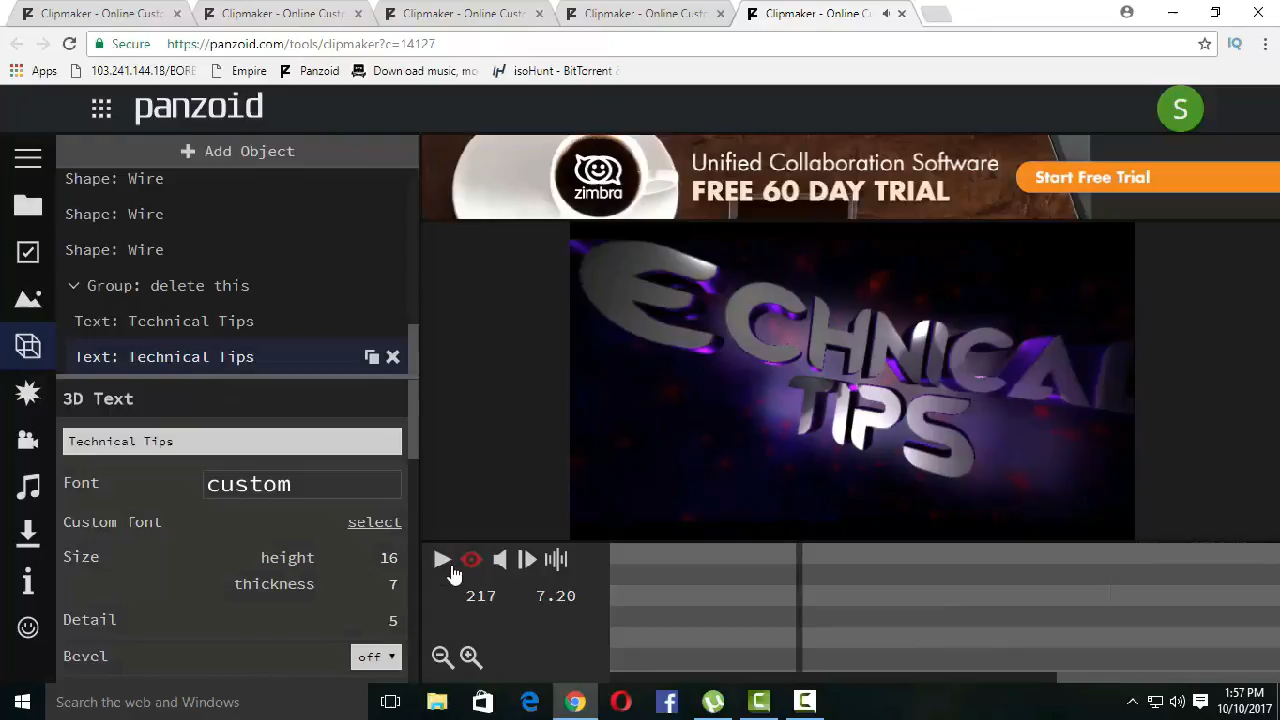 Clipmaker - Online Custo
Clipmaker - Online Custo
Clipmaker - Online Custo
Clipmaker - Online Custo
Clipmaker - Online Cu
Secure
https://panzoid.com/tools/clipmaker?c=14127
IQ
Apps
103.241.144.18/BORE
Empire
Panzoid
Download music, mo
isoHunt - BitTorrent
panzoid
S
Add Object
Shape: Wire
Shape: Wire
Shape: Wire
Group: delete this
Text: Technical Tips
Text: Technical Tips
3D Text
Technical Tips
Font custom
Custom Font select
Size height 16
thickness 7
Detail 5
Bevel off
zimbra
Unified Collaboration Software
FREE 60 DAY TRIAL
Start Free Trial
ECHNICAL
TIPS
217 7.20
Search the web and Windows
1:57 PM
10/10/2017